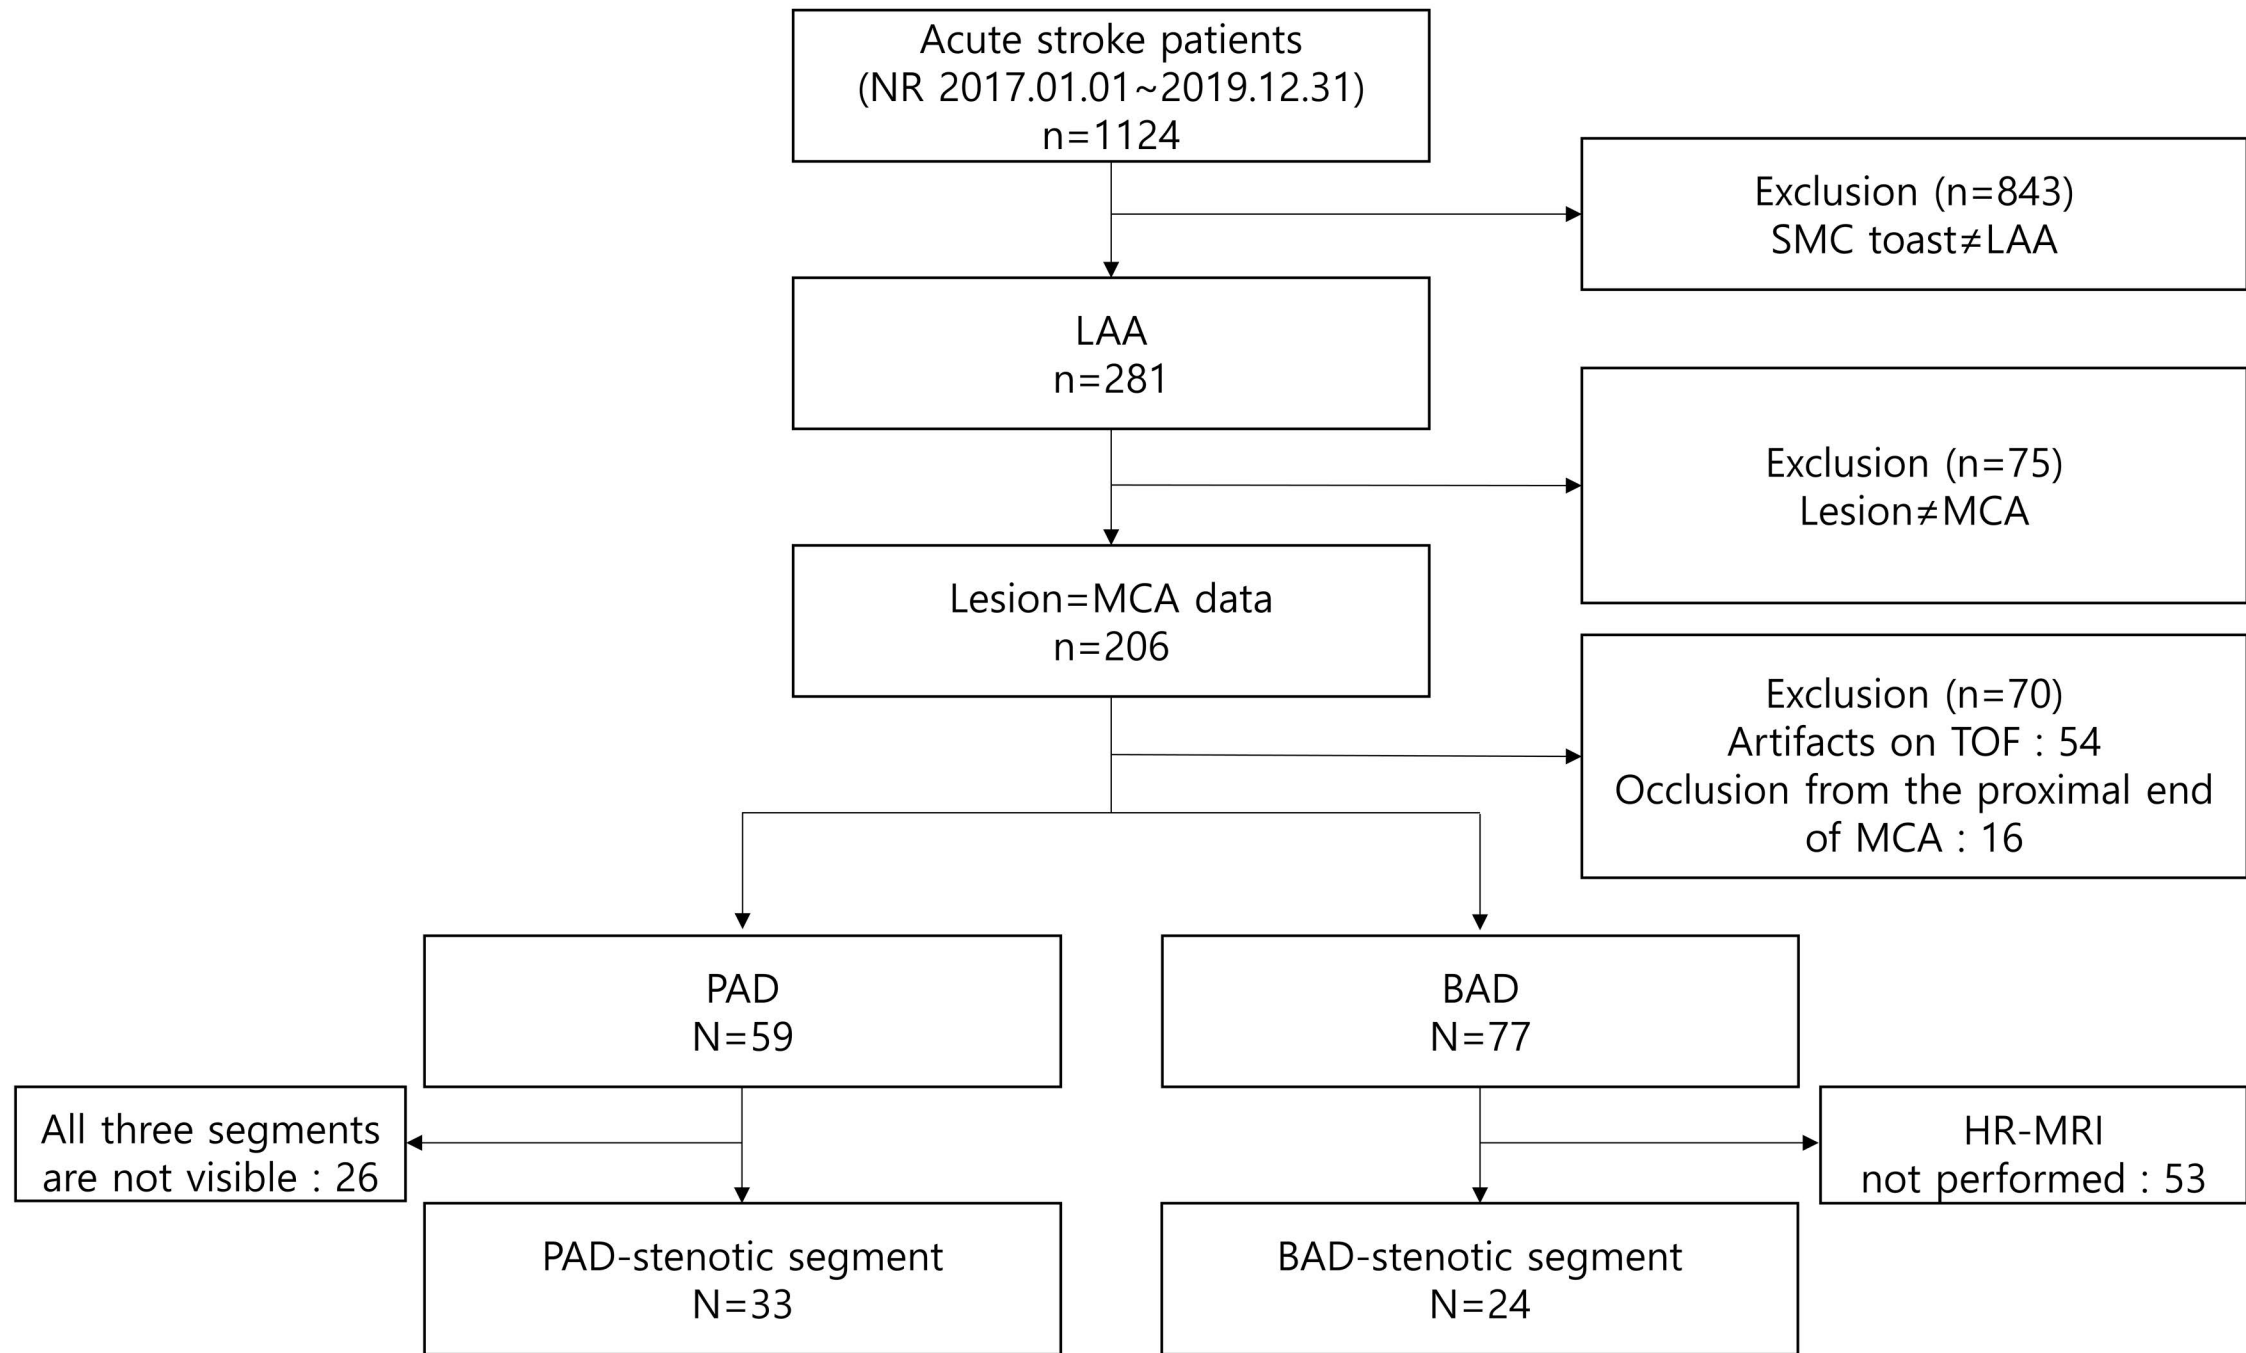 Acute stroke patients
(NR 2017.01.01~2019.12.31)
n=1124
Exclusion (n=843)
SMC toast≠LAA
LAA
n=281
Exclusion (n=75)
Lesion≠MCA
Lesion=MCA data
n=206
Exclusion (n=70)
Artifacts on TOF : 54
Occlusion from the proximal end
of MCA : 16
PAD
N=59
BAD
N=77
All three segments
are not visible : 26
HR-MRI
not performed : 53
PAD-stenotic segment
N=33
BAD-stenotic segment
N=24